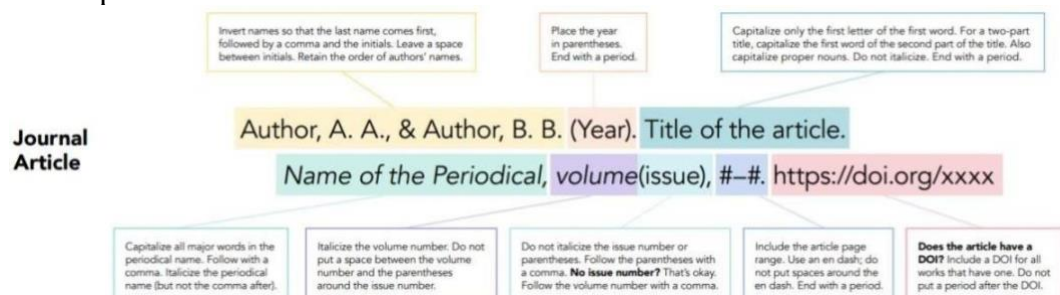 Invert names so that the last name comes first,
followed by a comma and the initials. Leave a space
between initials. Retain the order of authors' names.
Place the year
in parentheses.
End with a period.
Capitalize only the first letter of the first word. For a two-part
title, capitalize the first word of the second part of the title. Also
capitalize proper nouns. Do not italicize. End with a period.
Journal
Article
Author, A. A., & Author, B. B. (Year). Title of the article.
Name of the Periodical, volume(issue), #–#. https://doi.org/xxxx
Capitalize all major words in the
periodical name. Follow with a
comma. Italicize the periodical
name (but not the comma after).
Italicize the volume number. Do not
put a space between the volume
number and the parentheses
around the issue number.
Do not italicize the issue number or
parentheses. Follow the parentheses with
a comma. No issue number? That's okay.
Follow the volume number with a comma.
Include the article page
range. Use an en dash; do
not put spaces around the
en dash. End with a period.
Does the article have a
DOI? Include a DOI for all
works that have one. Do not
put a period after the DOI.